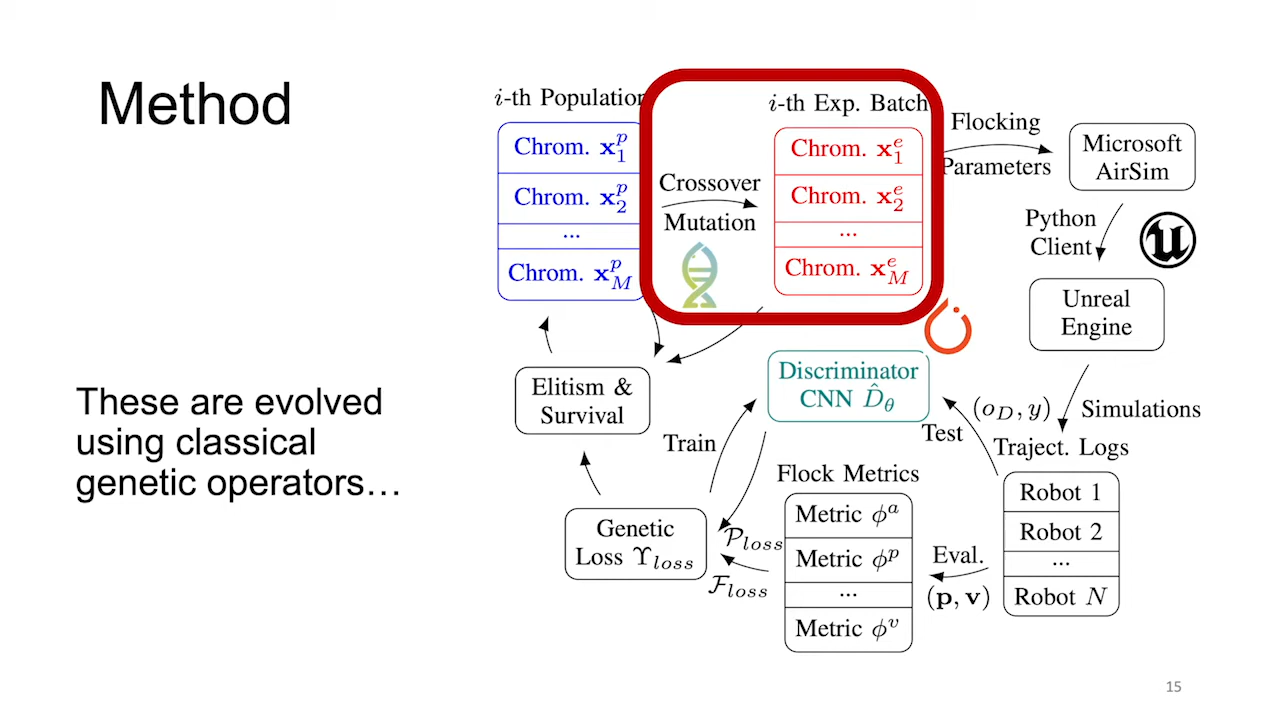 Method
These are evolved
using classical
genetic operators…
i-th Population
Chrom. x₁ᵖ
Chrom. x₂ᵖ
...
Chrom. x_Mᵖ
Crossover
Mutation
i-th Exp. Batch
Chrom. x₁ᵉ
Chrom. x₂ᵉ
...
Chrom. x_Mᵉ
Flocking
Parameters
Microsoft
AirSim
Python
Client
Unreal
Engine
(o_D, y)
Simulations
Traject. Logs
Robot 1
Robot 2
...
Robot N
Eval.
(p, v)
Test
Discriminator
CNN D̂_θ
Train
Flock Metrics
Metric ϕᵃ
Metric ϕᵖ
...
Metric ϕᵛ
𝒫_loss
ℱ_loss
Genetic
Loss ϒ_loss
Elitism &
Survival
15